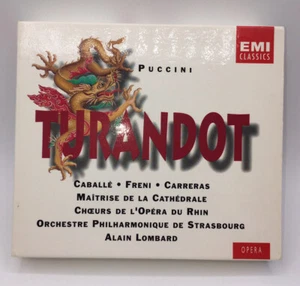 EMI
CLASSICS
PUCCINI
TURANDOT
CABALLÉ • FRENI • CARRERAS
MAÎTRISE DE LA CATHÉDRALE
CHŒURS DE L'OPÉRA DU RHIN
ORCHESTRE PHILHARMONIQUE DE STRASBOURG
ALAIN LOMBARD
OPERA